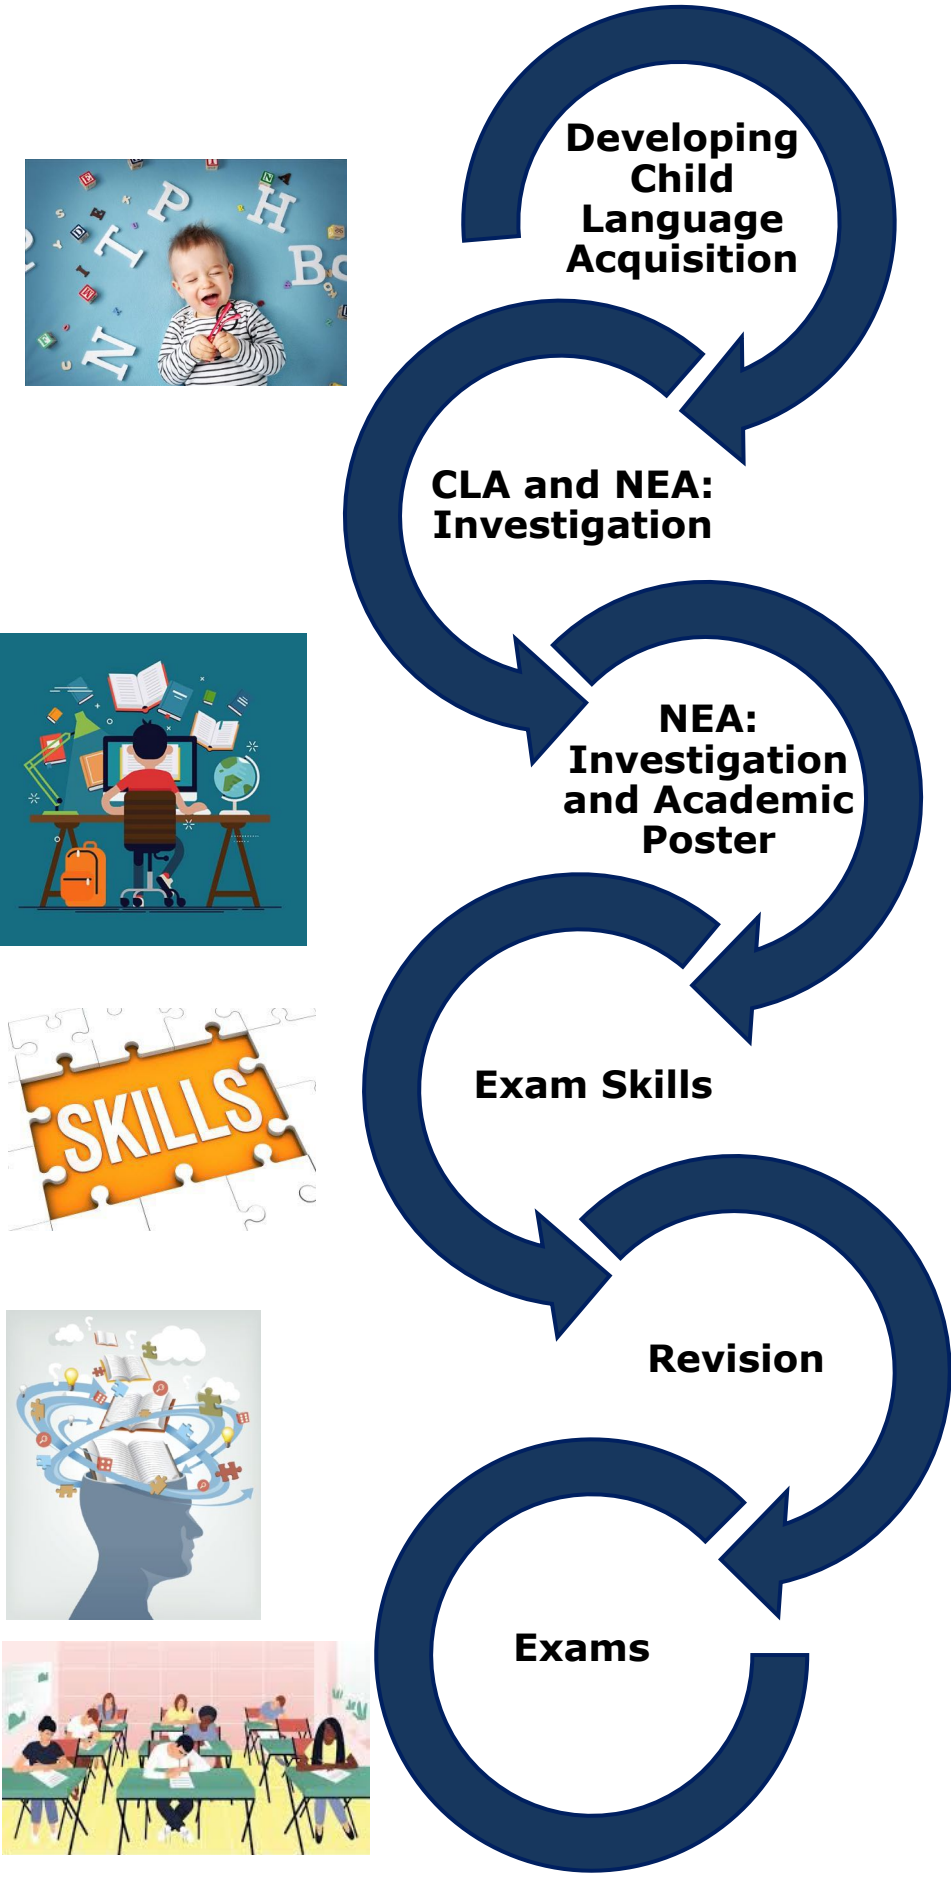 Developing
Child
Language
Acquisition
P
H
T
I
B
N
CLA and NEA:
Investigation
NEA:
Investigation
and Academic
Poster
Exam Skills
SKILLS
Revision
Exams